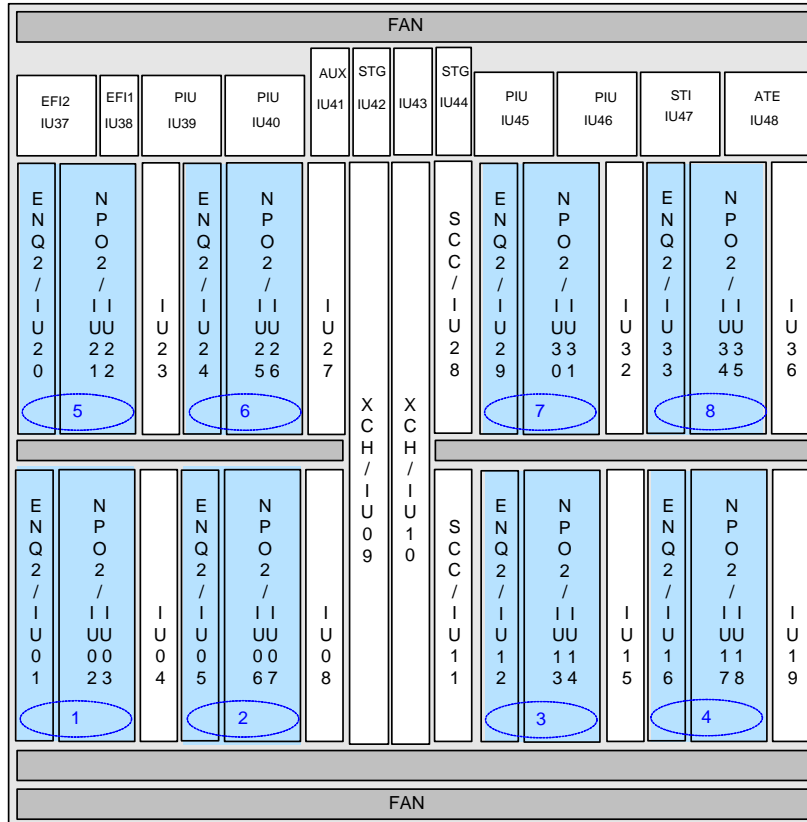 FAN
EFI2
IU37
EFI1
IU38
PIU
IU39
PIU
IU40
AUX
IU41
STG
IU42
IU43
STG
IU44
PIU
IU45
PIU
IU46
STI
IU47
ATE
IU48
ENQ2/IU20
NPO2/IU21
IU22
IU23
ENQ2/IU24
NPO2/IU25
IU26
IU27
XCH/IU09
XCH/IU10
SCC/IU28
ENQ2/IU29
NPO2/IU30
IU31
IU32
ENQ2/IU33
NPO2/IU34
IU35
IU36
5
6
7
8
ENQ2/IU01
NPO2/IU02
IU03
IU04
ENQ2/IU05
NPO2/IU06
IU07
IU08
SCC/IU11
ENQ2/IU12
NPO2/IU13
IU14
IU15
ENQ2/IU16
NPO2/IU17
IU18
IU19
1
2
3
4
FAN